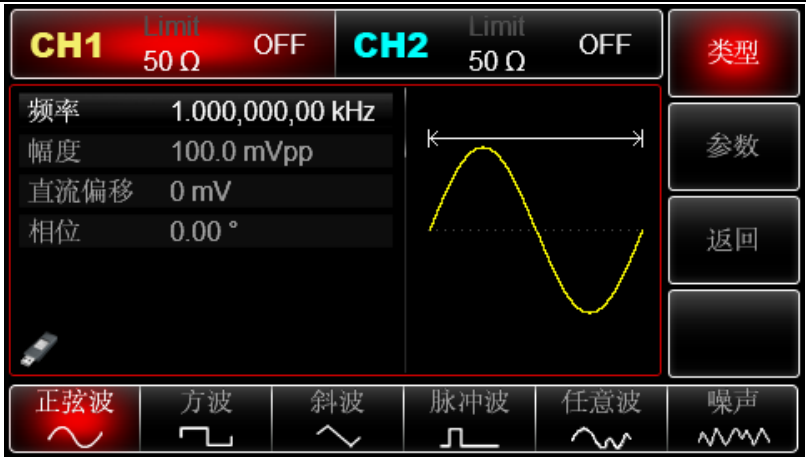 CH1 Limit 50 Ω OFF
CH2 Limit 50 Ω OFF
类型
频率 1.000,000,00 kHz
幅度 100.0 mVpp
直流偏移 0 mV
相位 0.00 °
参数
返回
正弦波 方波 斜波 脉冲波 任意波 噪声